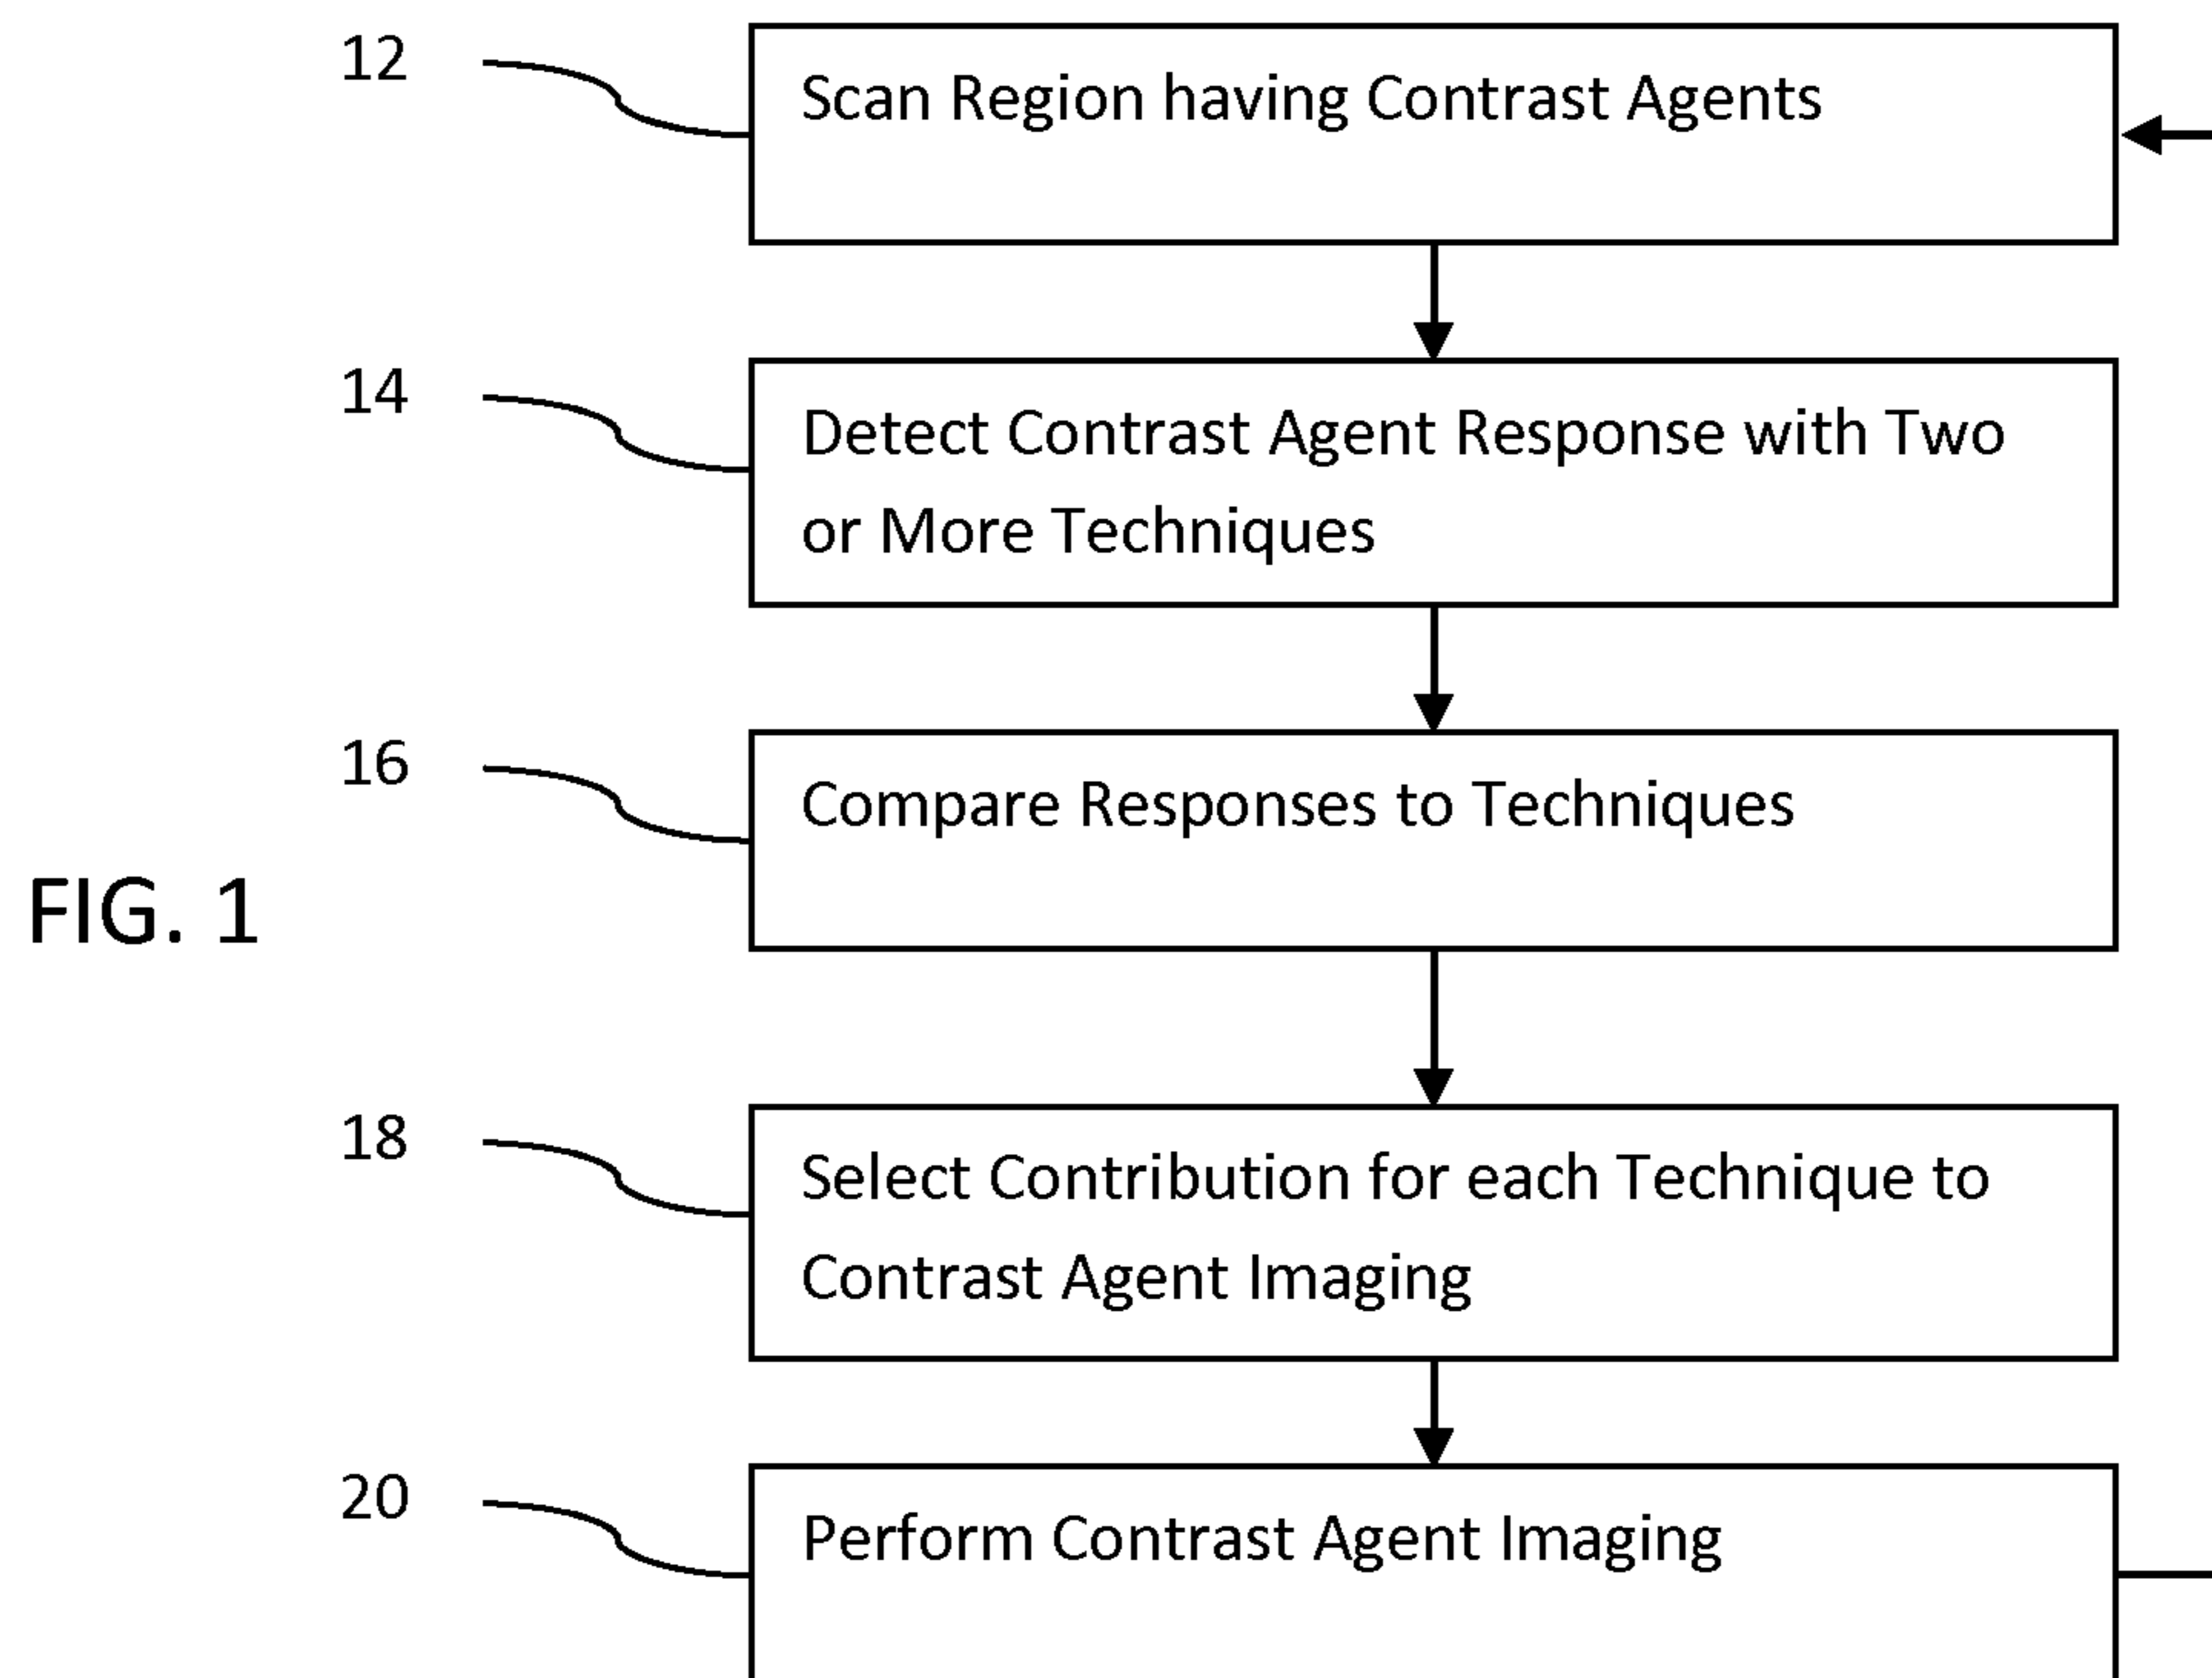 12
Scan Region having Contrast Agents
14
Detect Contrast Agent Response with Two
or More Techniques
16
Compare Responses to Techniques
FIG. 1
18
Select Contribution for each Technique to
Contrast Agent Imaging
20
Perform Contrast Agent Imaging